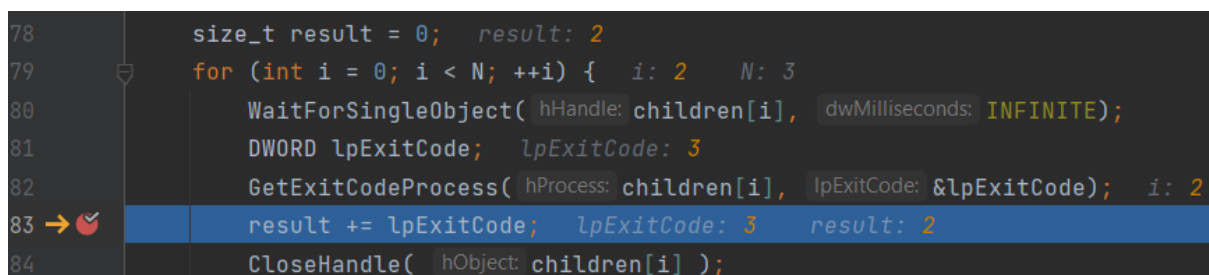 78 size_t result = 0; result: 2
79 for (int i = 0; i < N; ++i) { i: 2 N: 3
80 WaitForSingleObject( hHandle: children[i], dwMilliseconds: INFINITE);
81 DWORD lpExitCode; lpExitCode: 3
82 GetExitCodeProcess( hProcess: children[i], lpExitCode: &lpExitCode); i: 2
83 result += lpExitCode; lpExitCode: 3 result: 2
84 CloseHandle( hObject: children[i] );